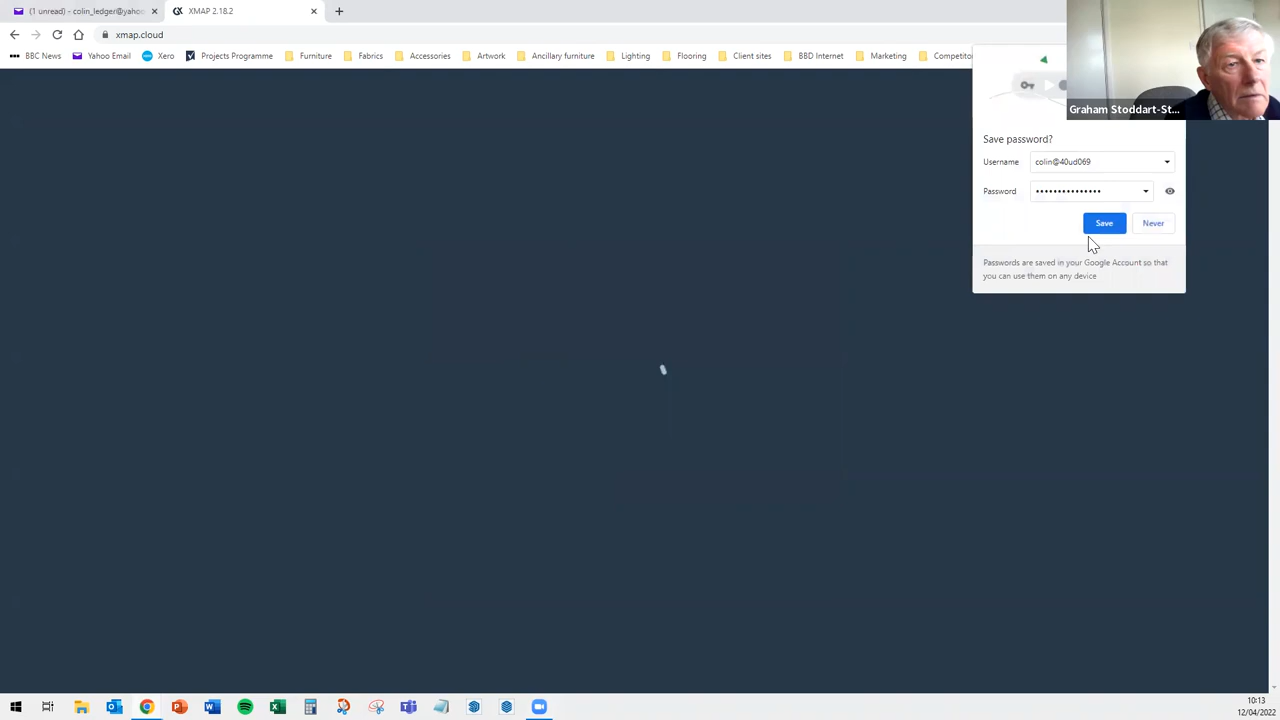 (1 unread) - colin_ledger@yaho
XMAP 2.18.2
xmap.cloud
BBC News
Yahoo Email
Xero
Projects Programme
Furniture
Fabrics
Accessories
Artwork
Ancillary furniture
Lighting
Flooring
Client sites
BBD Internet
Marketing
Competito
Graham Stoddart-St...
Save password?
Username
colin@40ud069
Password
•••••••••••••••
Save
Never
Passwords are saved in your Google Account so that
you can use them on any device
10:13
12/04/2022